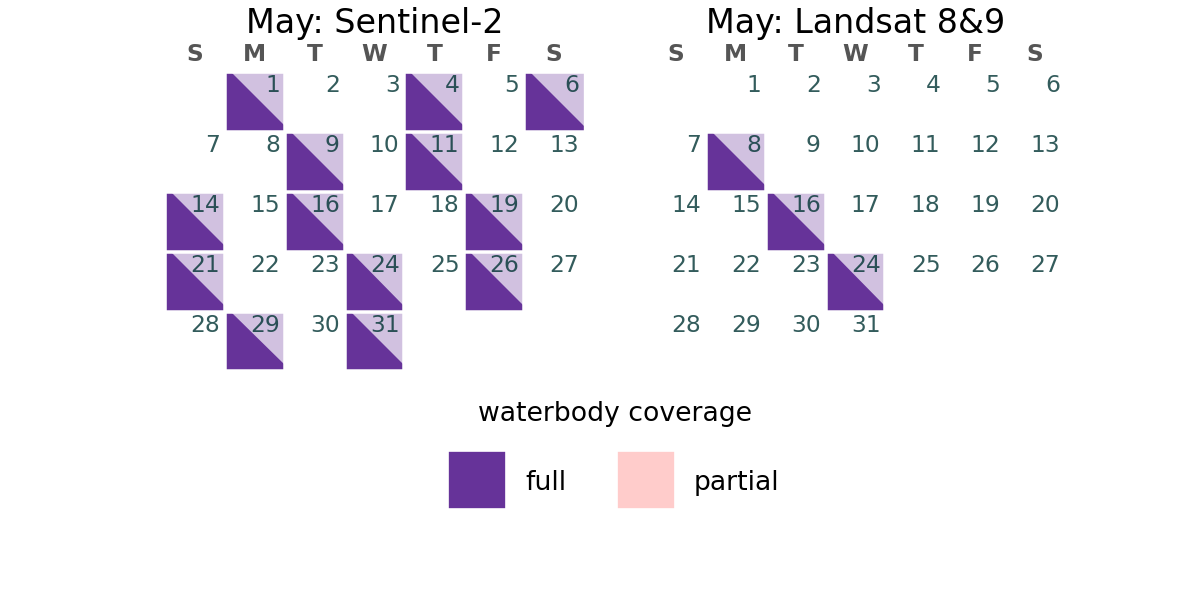 May: Sentinel-2
S M T W T F S
1 2 3 4 5 6
7 8 9 10 11 12 13
14 15 16 17 18 19 20
21 22 23 24 25 26 27
28 29 30 31
May: Landsat 8&9
S M T W T F S
1 2 3 4 5 6
7 8 9 10 11 12 13
14 15 16 17 18 19 20
21 22 23 24 25 26 27
28 29 30 31
waterbody coverage
full
partial